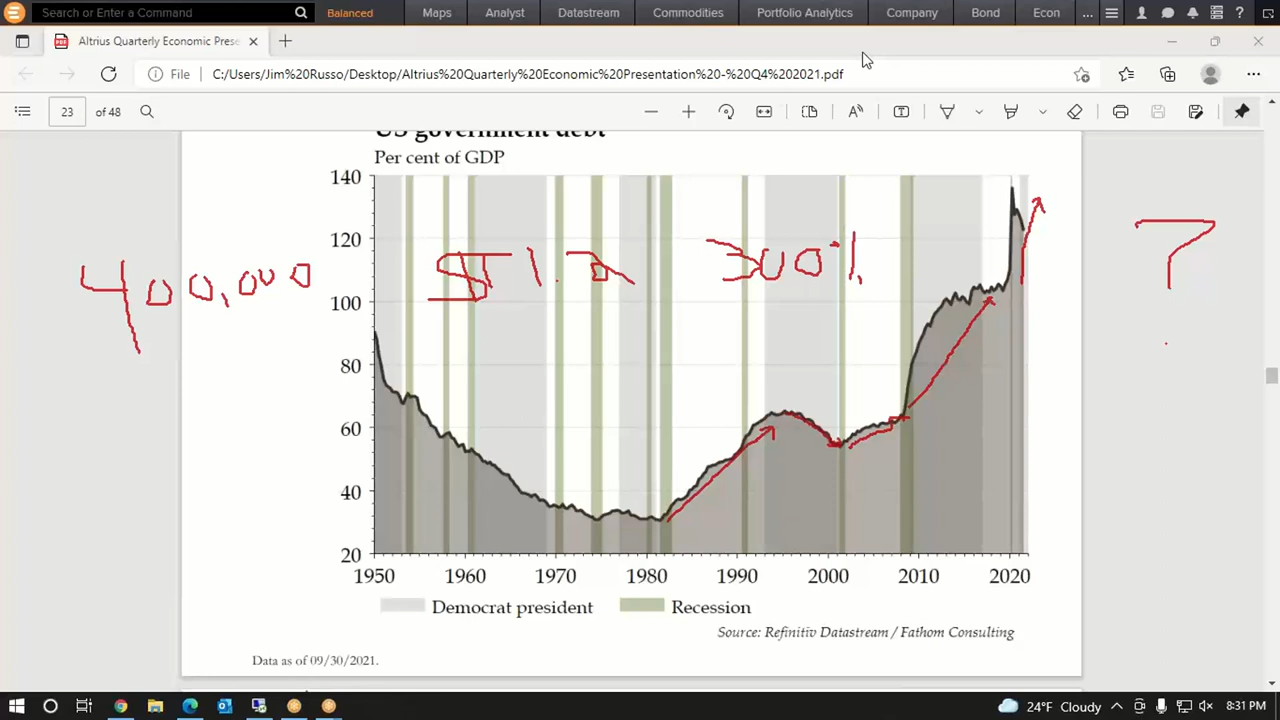 Search or Enter a Command Balanced Maps Analyst Datastream Commodities Portfolio Analytics Company Bond Econ ... ?
Altrius Quarterly Economic Prese
File C:/Users/Jim%20Russo/Desktop/Altrius%20Quarterly%20Economic%20Presentation%20-%20Q4%202021.pdf
23 of 48
US government debt
Per cent of GDP
140
120
100
80
60
40
20
400,000 $1.2 300% ?
1950 1960 1970 1980 1990 2000 2010 2020
Democrat president Recession
Source: Refinitiv Datastream / Fathom Consulting
Data as of 09/30/2021.
24°F Cloudy 8:31 PM